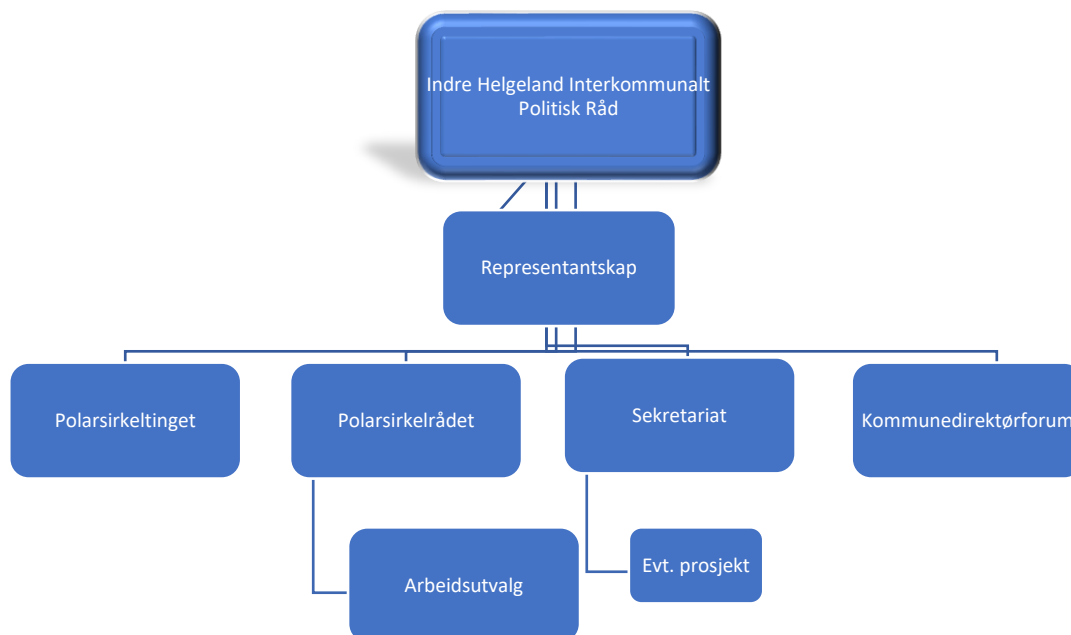 Indre Helgeland Interkommunalt
Politisk Råd
Representantskap
Polarsirkeltinget
Polarsirkelrådet
Sekretariat
Kommunedirektørforum
Arbeidsutvalg
Evt. prosjekt